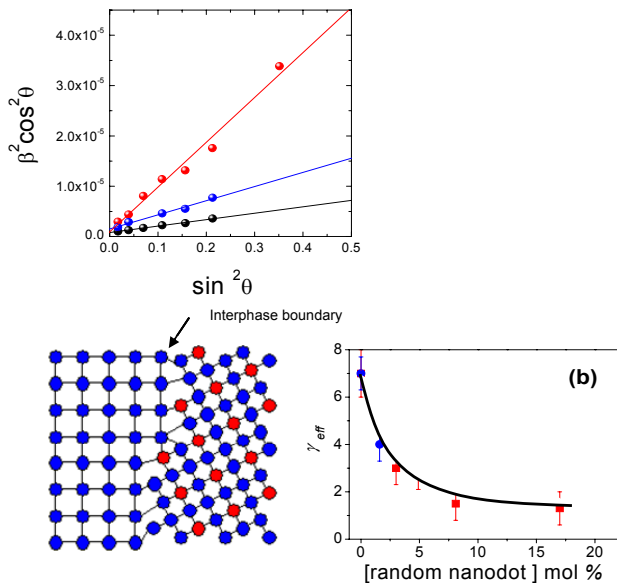 4.0x10⁻⁵
3.0x10⁻⁵
2.0x10⁻⁵
1.0x10⁻⁵
0.0
β²cos²θ
0.0 0.1 0.2 0.3 0.4 0.5
sin ²θ
Interphase boundary
(b)
8
6
4
2
0
γ eff
0 5 10 15 20
[random nanodot ] mol %